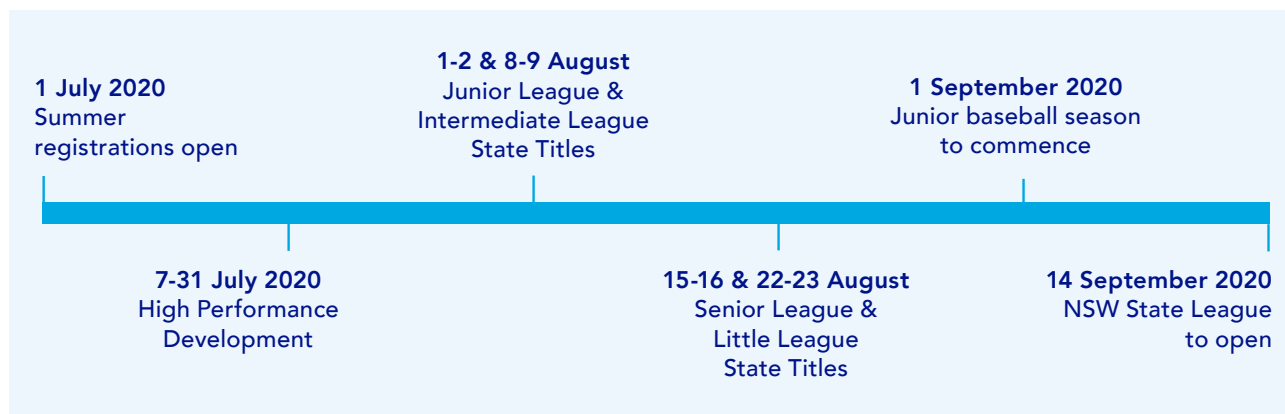 1 July 2020
Summer
registrations open
7-31 July 2020
High Performance
Development
1-2 & 8-9 August
Junior League &
Intermediate League
State Titles
15-16 & 22-23 August
Senior League &
Little League
State Titles
1 September 2020
Junior baseball season
to commence
14 September 2020
NSW State League
to open